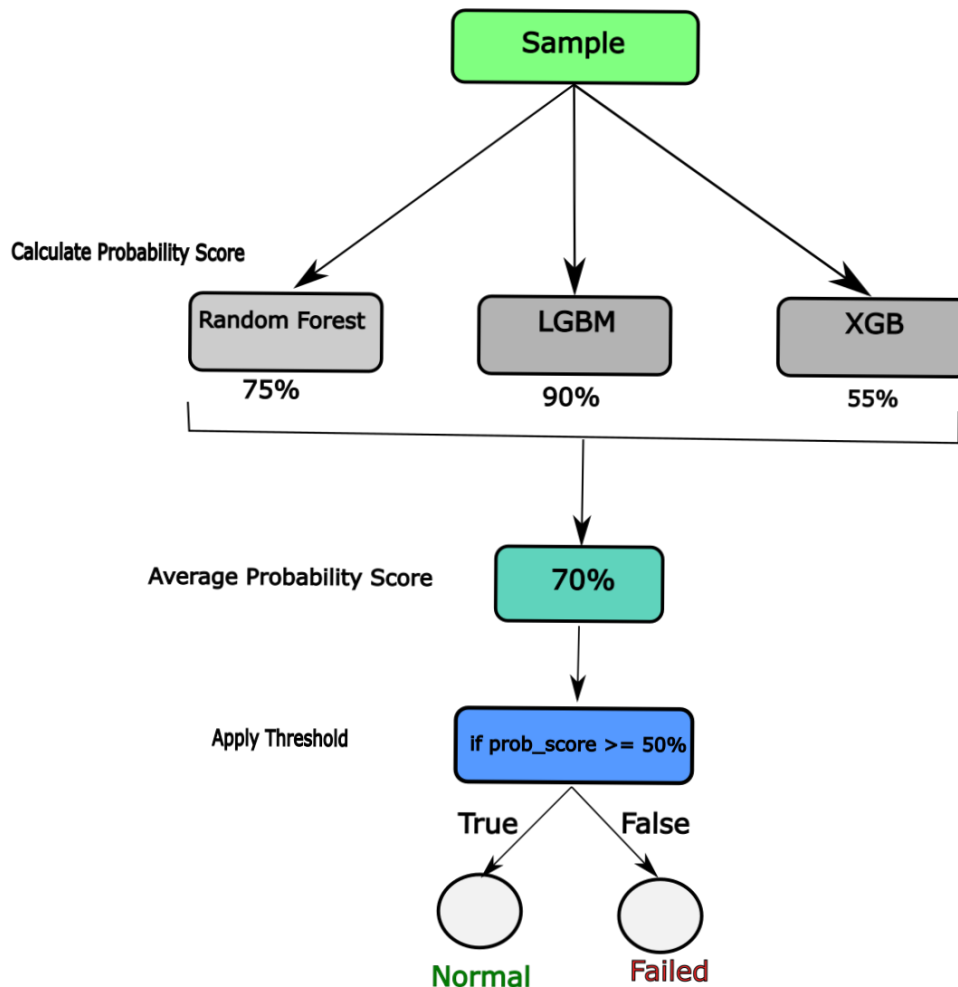 Sample
Calculate Probability Score
Random Forest
LGBM
XGB
75%
90%
55%
Average Probability Score
70%
Apply Threshold
if prob_score >= 50%
True
False
Normal
Failed